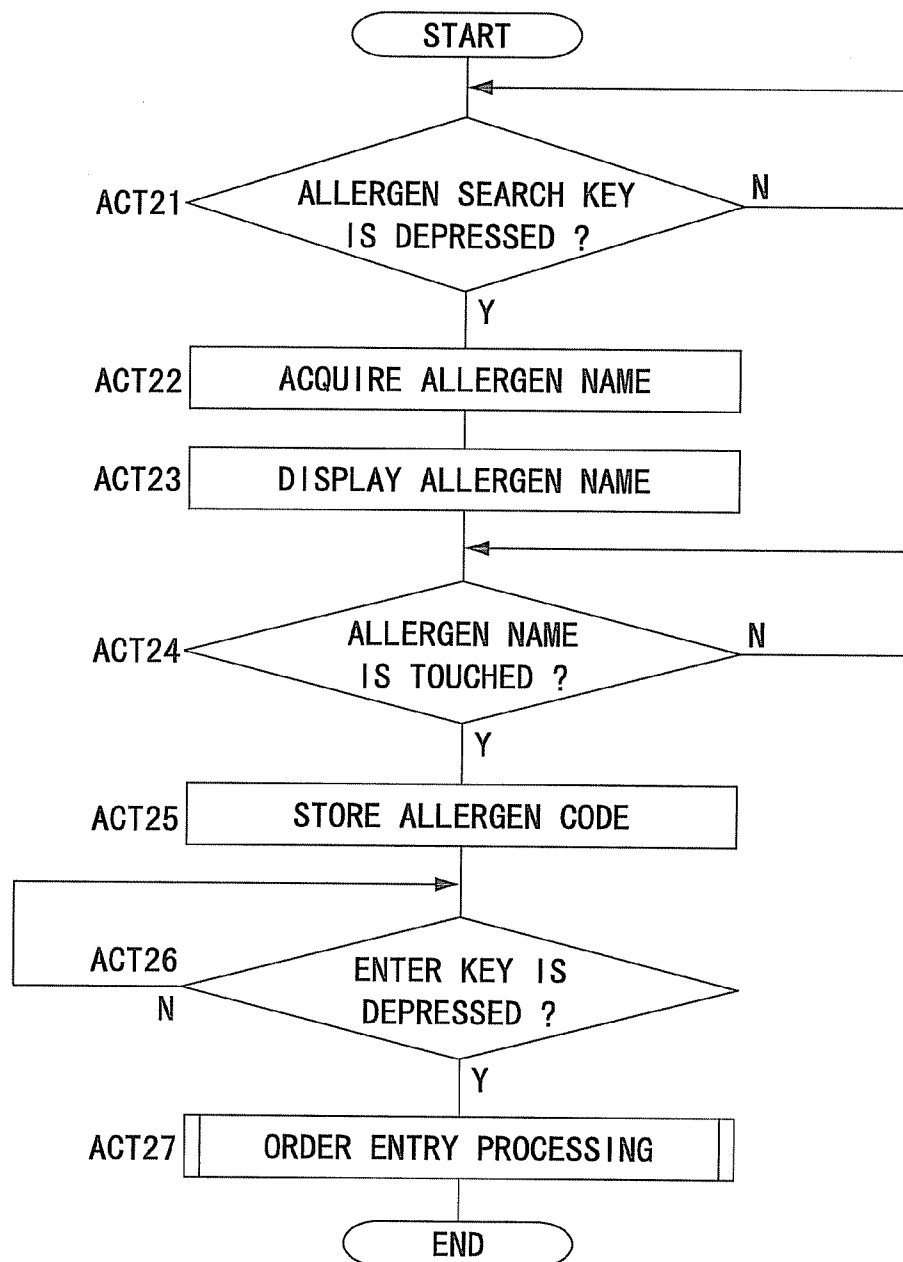 START
ACT21
ALLERGEN SEARCH KEY
IS DEPRESSED ?
N
Y
ACT22
ACQUIRE ALLERGEN NAME
ACT23
DISPLAY ALLERGEN NAME
ACT24
ALLERGEN NAME
IS TOUCHED ?
N
Y
ACT25
STORE ALLERGEN CODE
ACT26
ENTER KEY IS
DEPRESSED ?
N
Y
ACT27
ORDER ENTRY PROCESSING
END